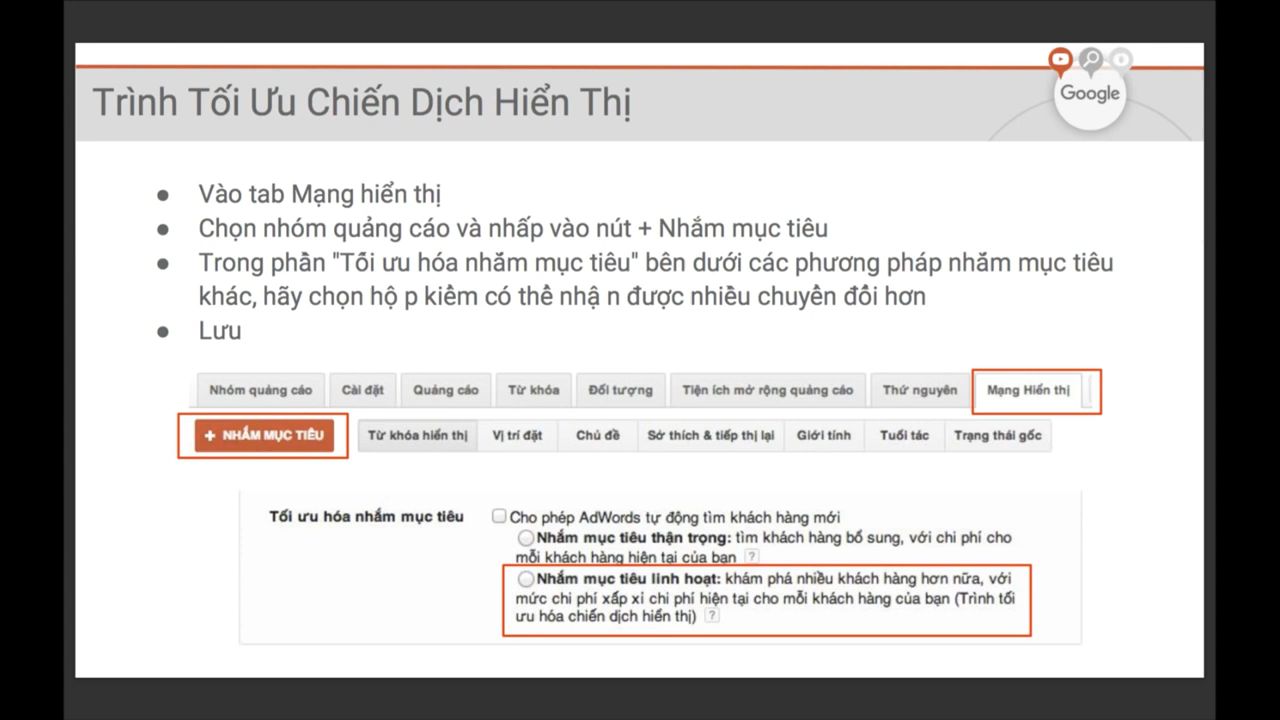 Google
Trình Tối Ưu Chiến Dịch Hiển Thị
● Vào tab Mạng hiển thị
● Chọn nhóm quảng cáo và nhấp vào nút + Nhắm mục tiêu
● Trong phần "Tối ưu hóa nhắm mục tiêu" bên dưới các phương pháp nhắm mục tiêu
khác, hãy chọn hộ p kiểm có thể nhậ n được nhiều chuyển đổi hơn
● Lưu
Nhóm quảng cáo Cài đặt Quảng cáo Từ khóa Đối tượng Tiện ích mở rộng quảng cáo Thứ nguyên Mạng Hiển thị
+ NHẮM MỤC TIÊU Từ khóa hiển thị Vị trí đặt Chủ đề Sở thích & tiếp thị lại Giới tính Tuổi tác Trạng thái gốc
Tối ưu hóa nhắm mục tiêu Cho phép AdWords tự động tìm khách hàng mới
Nhắm mục tiêu thận trọng: tìm khách hàng bổ sung, với chi phí cho
mỗi khách hàng hiện tại của bạn ?
Nhắm mục tiêu linh hoạt: khám phá nhiều khách hàng hơn nữa, với
mức chi phí xấp xỉ chi phí hiện tại cho mỗi khách hàng của bạn (Trình tối
ưu hóa chiến dịch hiển thị) ?